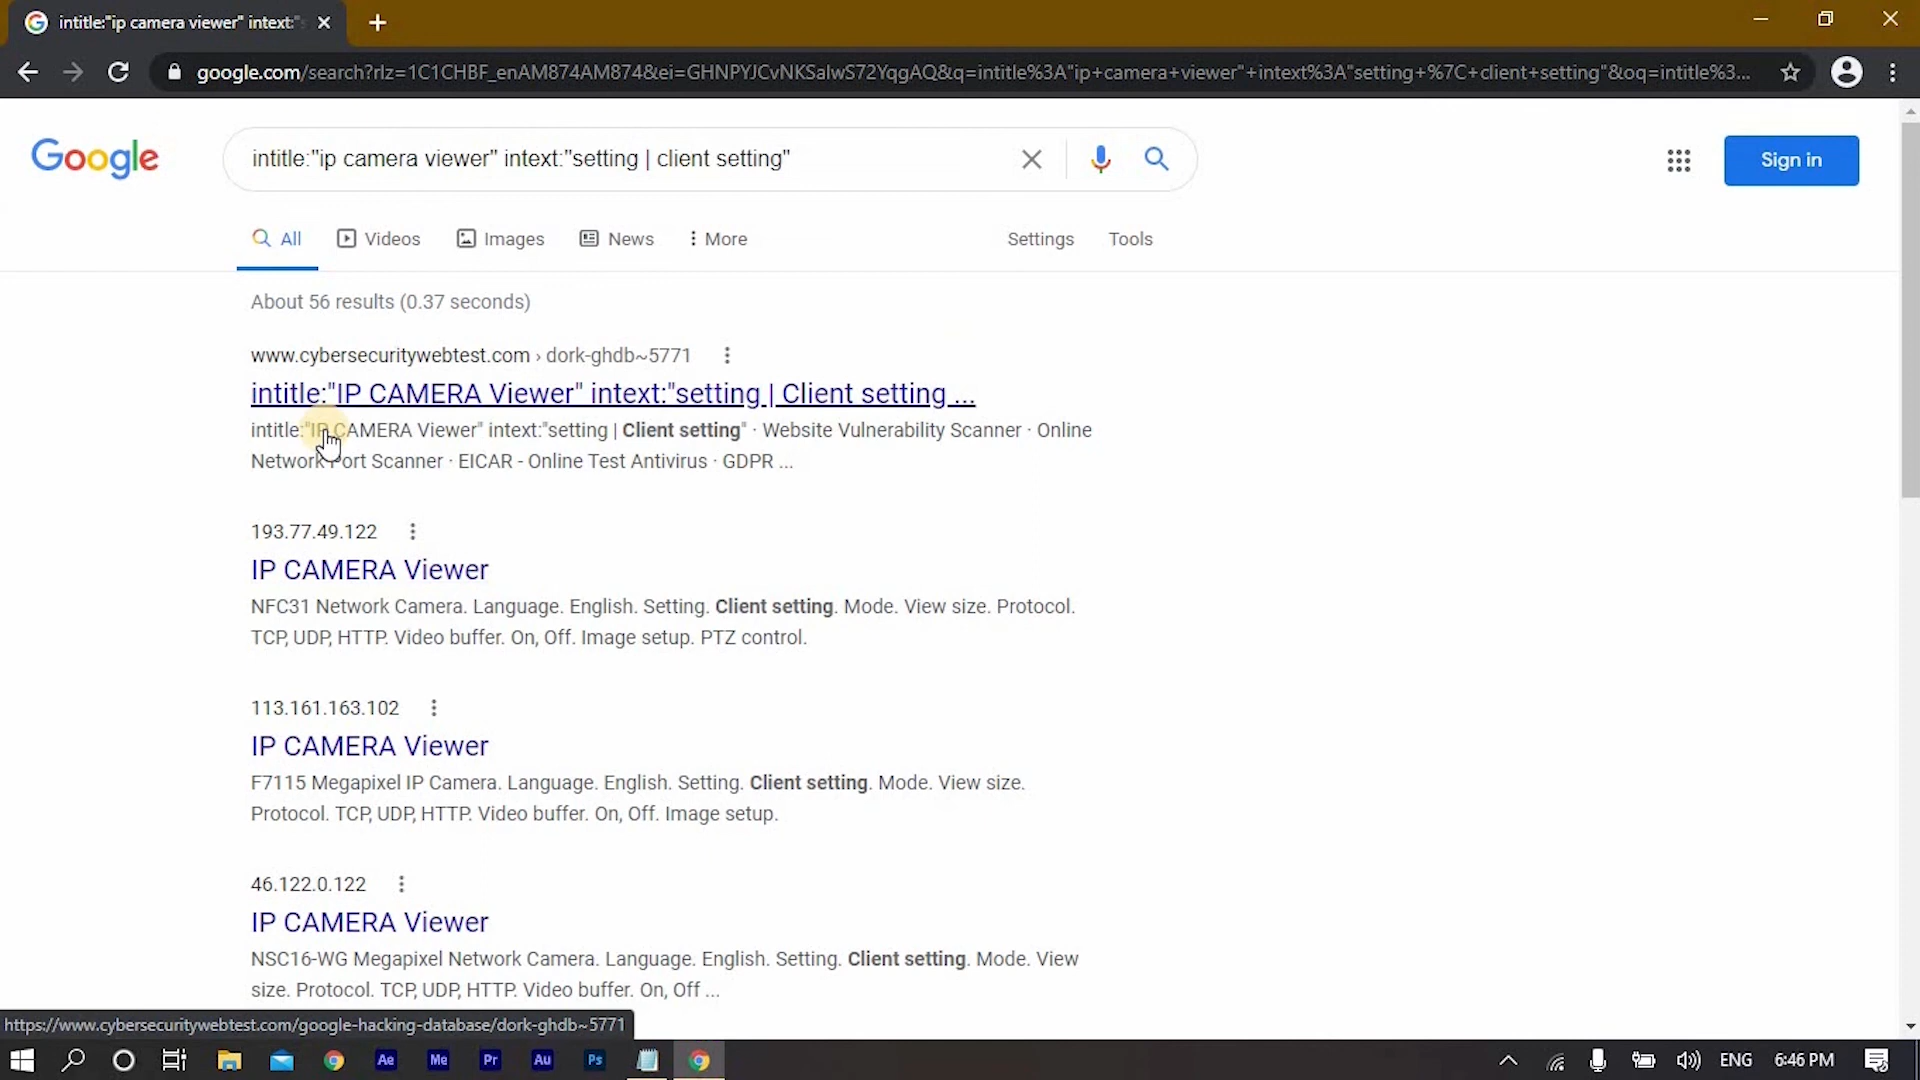 intitle:"ip camera viewer" intext:"s
google.com/search?rlz=1C1CHBF_enAM874AM874&ei=GHNPYJCvNKSalwS72YqgAQ&q=intitle%3A"ip+camera+viewer"+intext%3A"setting+%7C+client+setting"&oq=intitle%3...
Google
intitle:"ip camera viewer" intext:"setting | client setting"
Sign in
All Videos Images News More Settings Tools
About 56 results (0.37 seconds)
www.cybersecuritywebtest.com › dork-ghdb~5771
intitle:"IP CAMERA Viewer" intext:"setting | Client setting ...
intitle:"IP CAMERA Viewer" intext:"setting | Client setting" · Website Vulnerability Scanner · Online
Network Port Scanner · EICAR - Online Test Antivirus · GDPR ...
193.77.49.122
IP CAMERA Viewer
NFC31 Network Camera. Language. English. Setting. Client setting. Mode. View size. Protocol.
TCP, UDP, HTTP. Video buffer. On, Off. Image setup. PTZ control.
113.161.163.102
IP CAMERA Viewer
F7115 Megapixel IP Camera. Language. English. Setting. Client setting. Mode. View size.
Protocol. TCP, UDP, HTTP. Video buffer. On, Off. Image setup.
46.122.0.122
IP CAMERA Viewer
NSC16-WG Megapixel Network Camera. Language. English. Setting. Client setting. Mode. View
size. Protocol. TCP, UDP, HTTP. Video buffer. On, Off ...
https://www.cybersecuritywebtest.com/google-hacking-database/dork-ghdb~5771
Ae Me Pr Au Ps ENG 6:46 PM